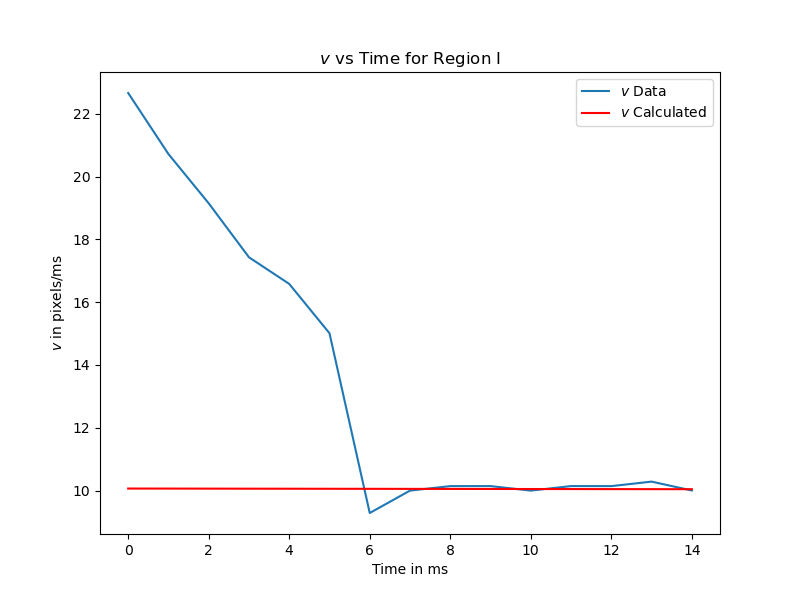 v vs Time for Region I
v Data
v Calculated
22
20
18
16
14
12
10
v in pixels/ms
0 2 4 6 8 10 12 14
Time in ms